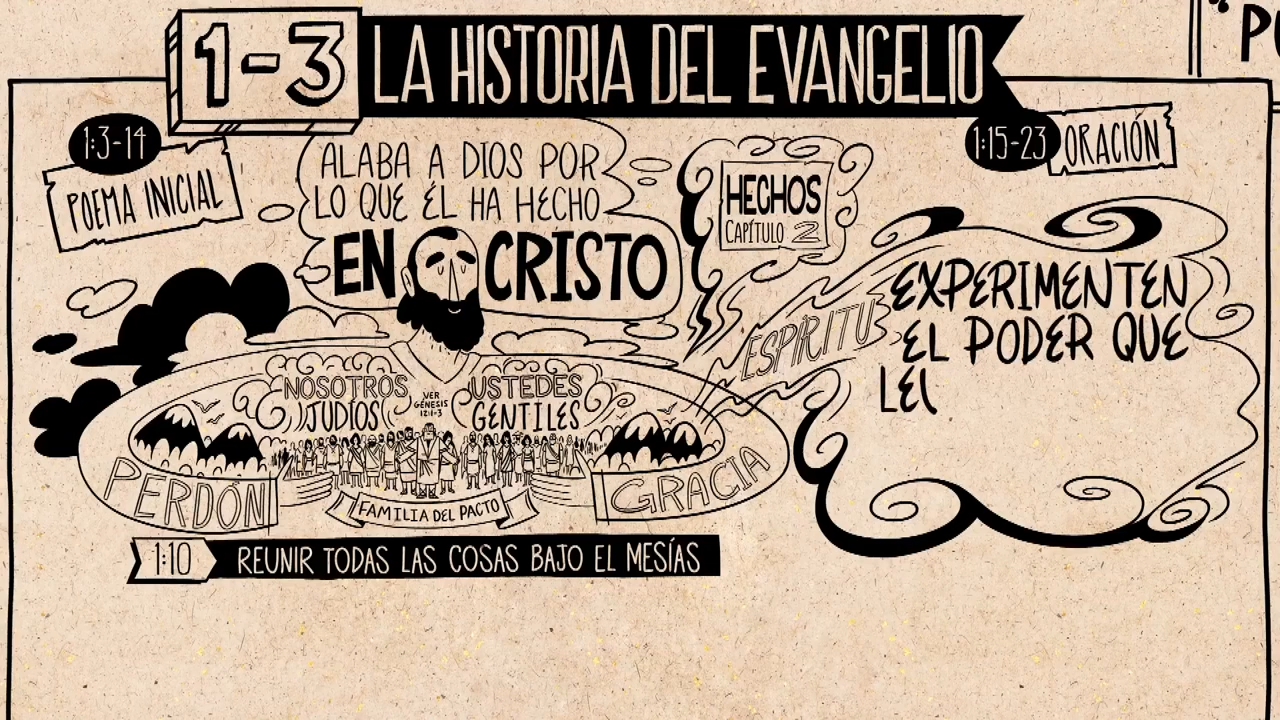 1-3 LA HISTORIA DEL EVANGELIO
1:3-14
POEMA INICIAL
ALABA A DIOS POR
LO QUE ÉL HA HECHO
EN CRISTO
HECHOS
CAPÍTULO 2
1:15-23
ORACIÓN
ESPÍRITU
EXPERIMENTEN
EL PODER QUE
NOSOTROS
JUDÍOS
VER
GÉNESIS
12:1-3
USTEDES
GENTILES
PERDÓN
FAMILIA DEL PACTO
GRACIA
1:10 REUNIR TODAS LAS COSAS BAJO EL MESÍAS